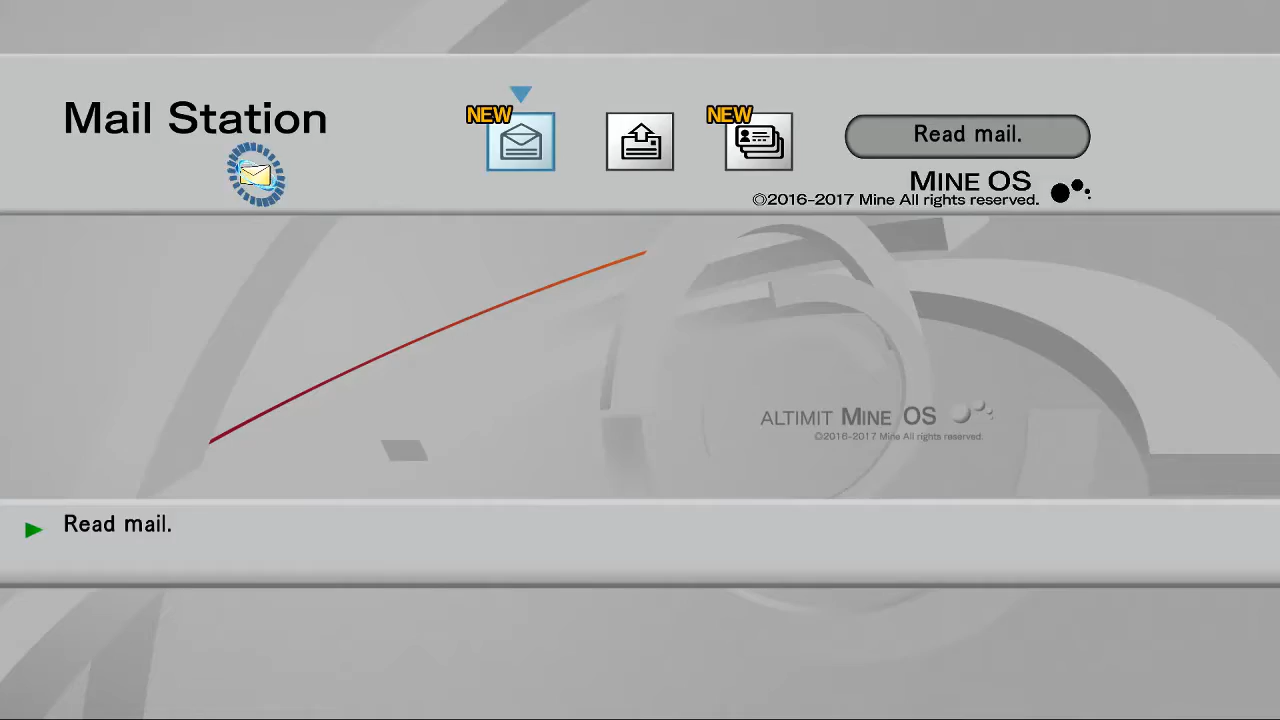 Mail Station
NEW
NEW
Read mail.
MINE OS
©2016-2017 Mine All rights reserved.
ALTIMIT MINE OS
©2016-2017 Mine All rights reserved.
Read mail.